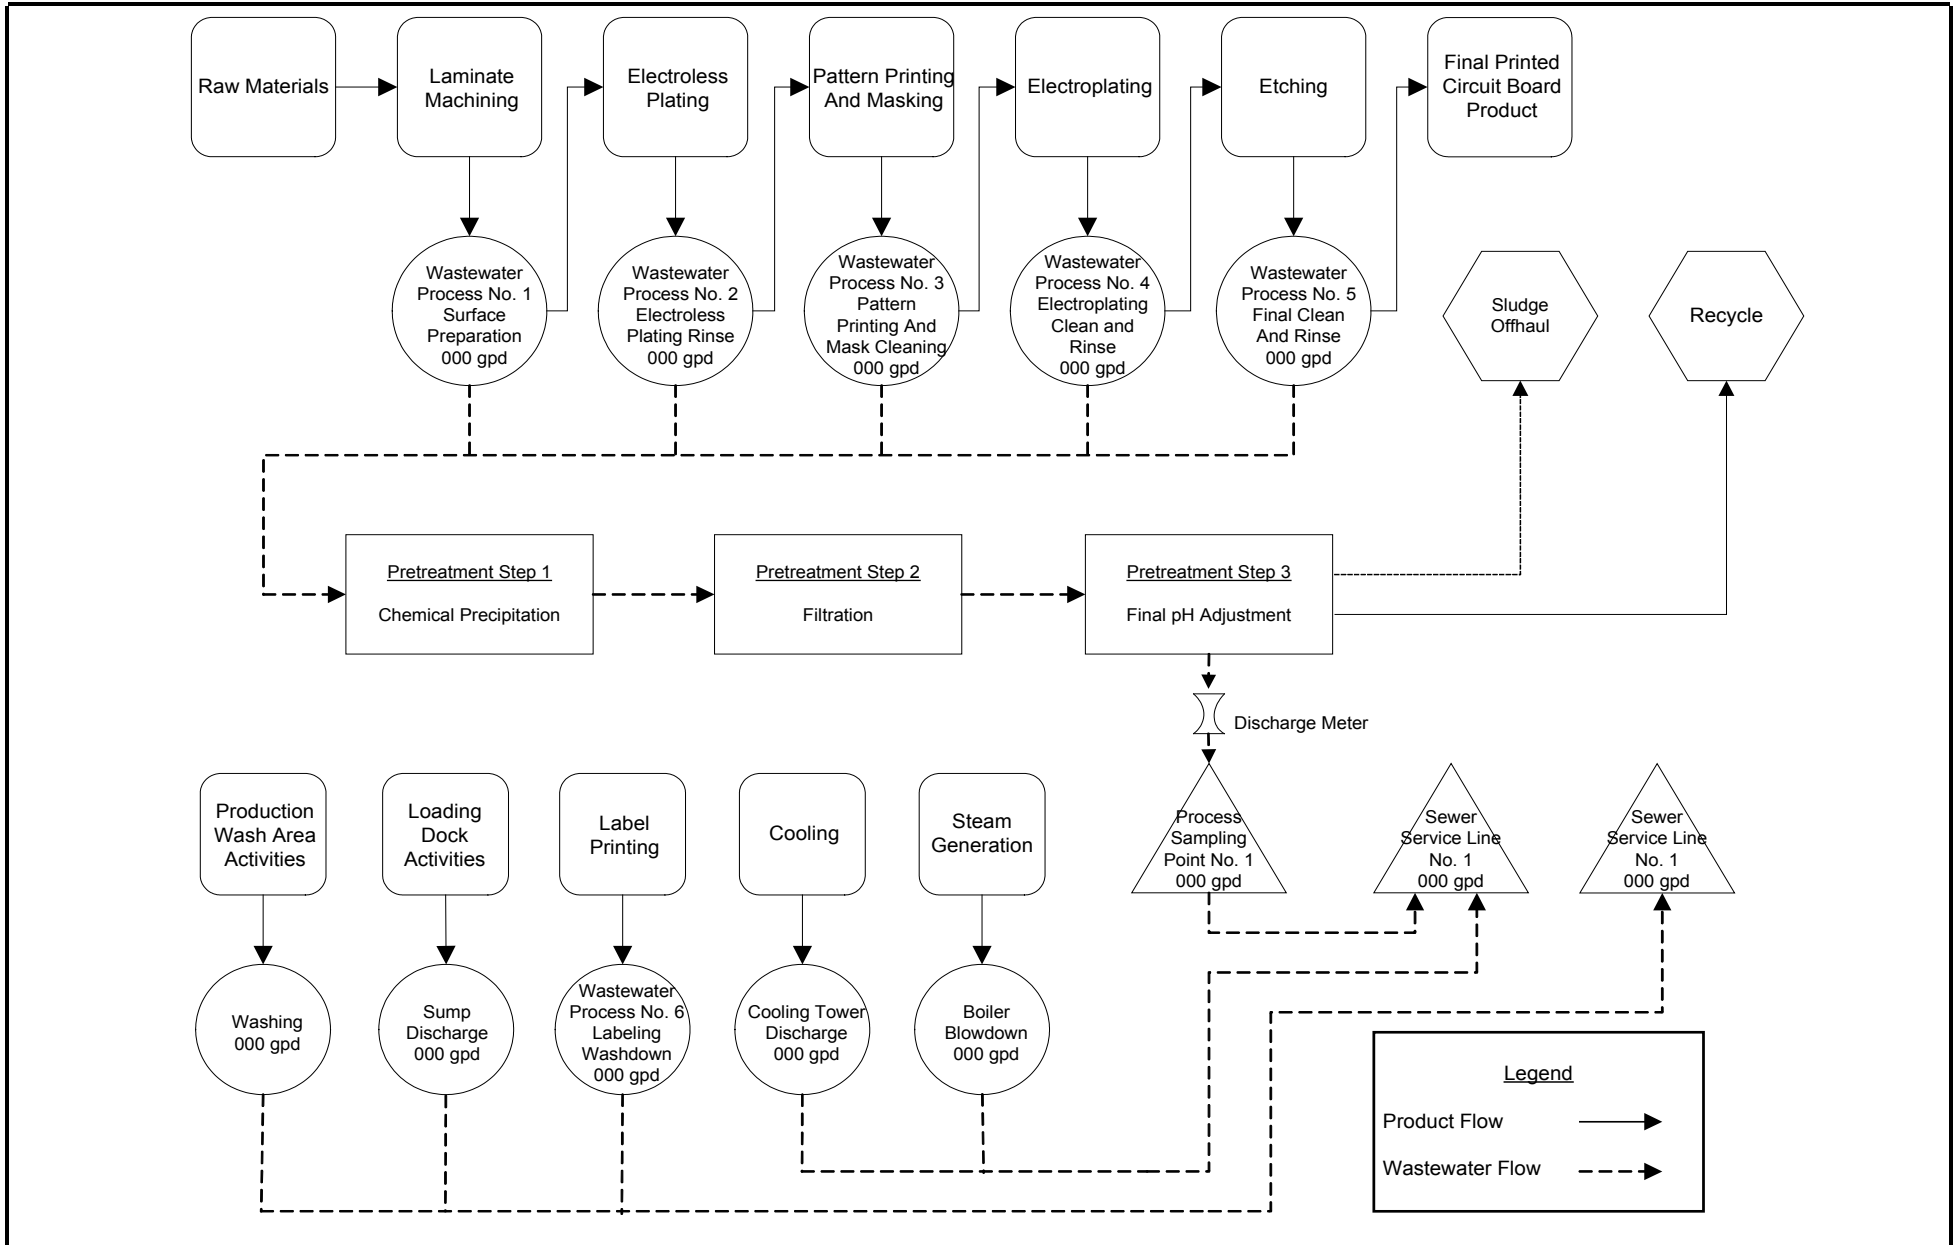 Raw Materials
Laminate
Machining
Electroless
Plating
Pattern Printing
And Masking
Electroplating
Etching
Final Printed
Circuit Board
Product
Wastewater
Process No. 1
Surface
Preparation
000 gpd
Wastewater
Process No. 2
Electroless
Plating Rinse
000 gpd
Wastewater
Process No. 3
Pattern
Printing And
Mask Cleaning
000 gpd
Wastewater
Process No. 4
Electroplating
Clean and
Rinse
000 gpd
Wastewater
Process No. 5
Final Clean
And Rinse
000 gpd
Sludge
Offhaul
Recycle
Pretreatment Step 1
Chemical Precipitation
Pretreatment Step 2
Filtration
Pretreatment Step 3
Final pH Adjustment
Discharge Meter
Production
Wash Area
Activities
Loading
Dock
Activities
Label
Printing
Cooling
Steam
Generation
Process
Sampling
Point No. 1
000 gpd
Sewer
Service Line
No. 1
000 gpd
Sewer
Service Line
No. 1
000 gpd
Washing
000 gpd
Sump
Discharge
000 gpd
Wastewater
Process No. 6
Labeling
Washdown
000 gpd
Cooling Tower
Discharge
000 gpd
Boiler
Blowdown
000 gpd
Legend
Product Flow
Wastewater Flow